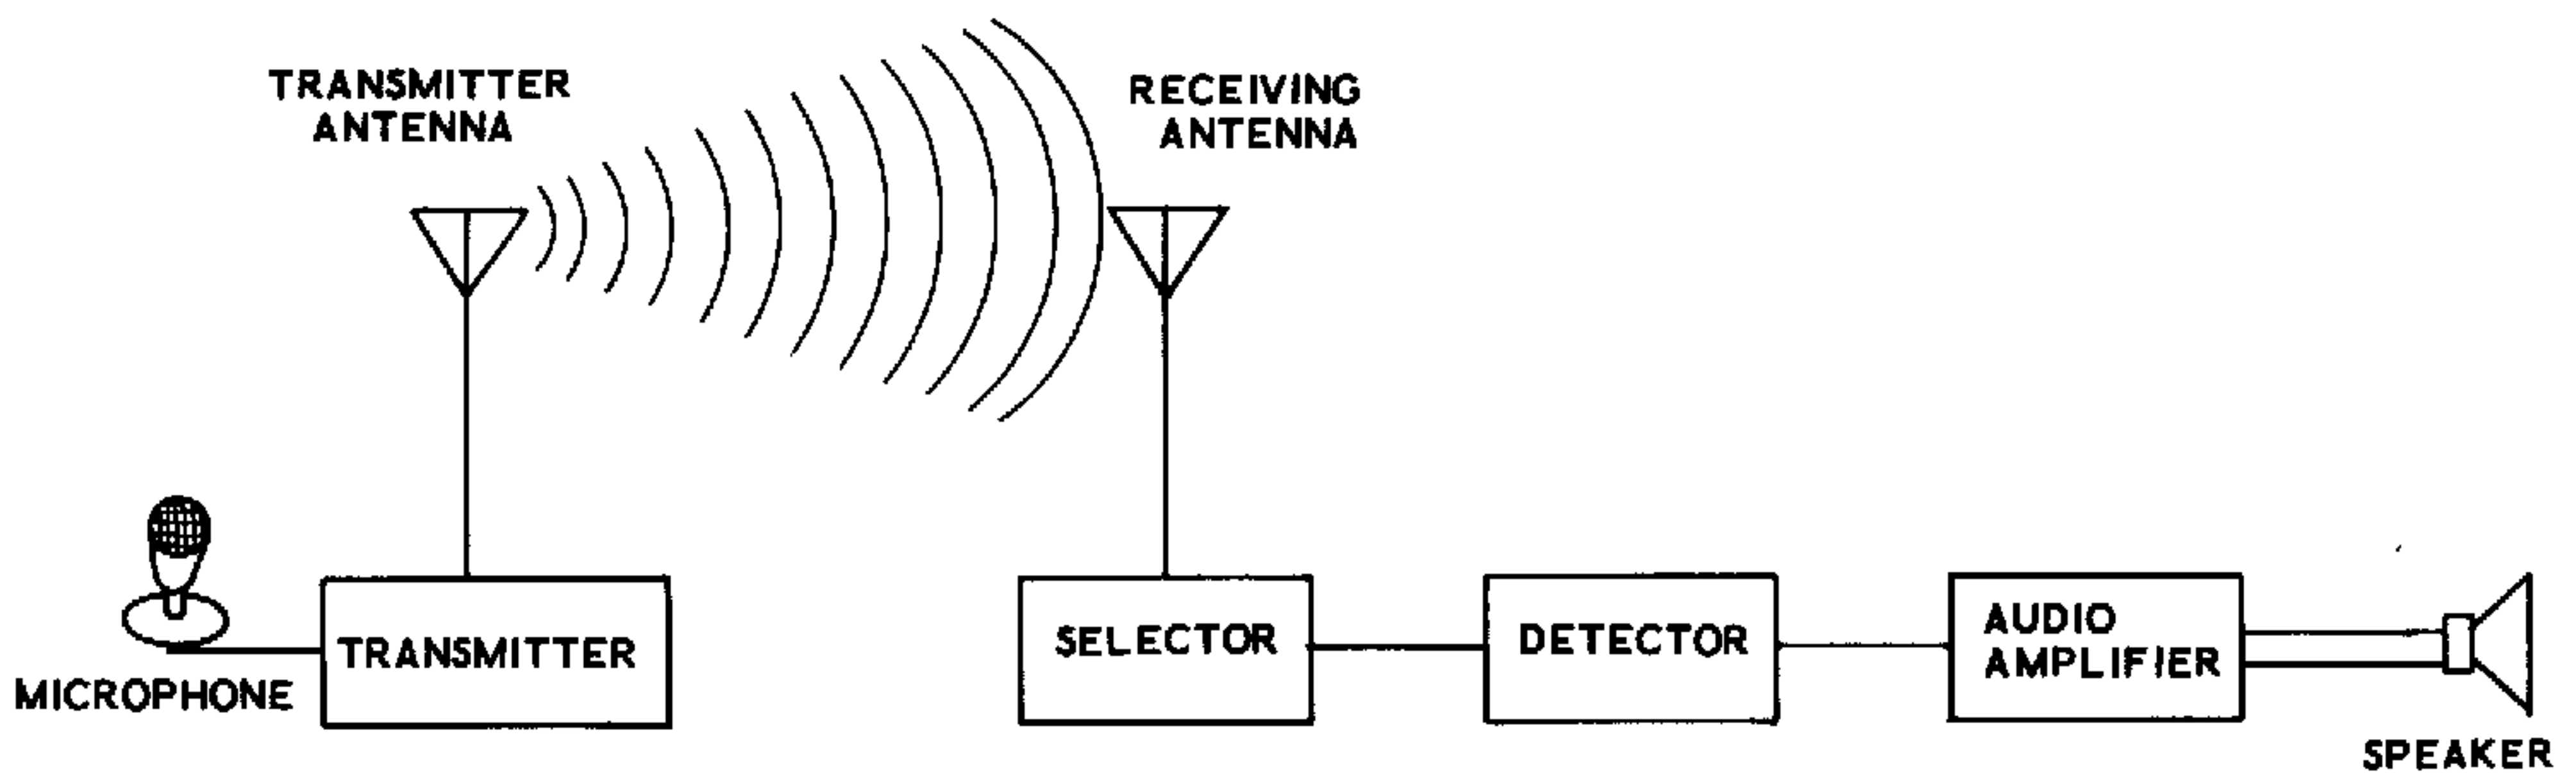 TRANSMITTER
ANTENNA
RECEIVING
ANTENNA
MICROPHONE
TRANSMITTER
SELECTOR
DETECTOR
AUDIO
AMPLIFIER
SPEAKER